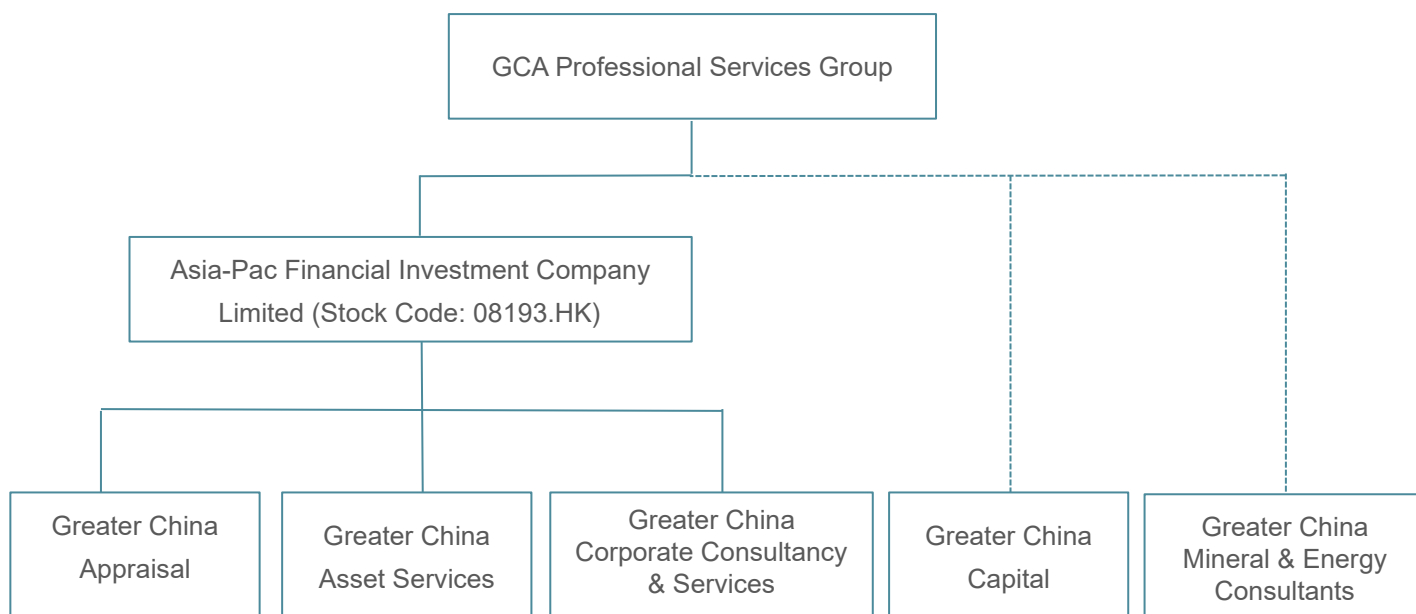 GCA Professional Services Group
Asia-Pac Financial Investment Company
Limited (Stock Code: 08193.HK)
Greater China
Appraisal
Greater China
Asset Services
Greater China
Corporate Consultancy
& Services
Greater China
Capital
Greater China
Mineral & Energy
Consultants